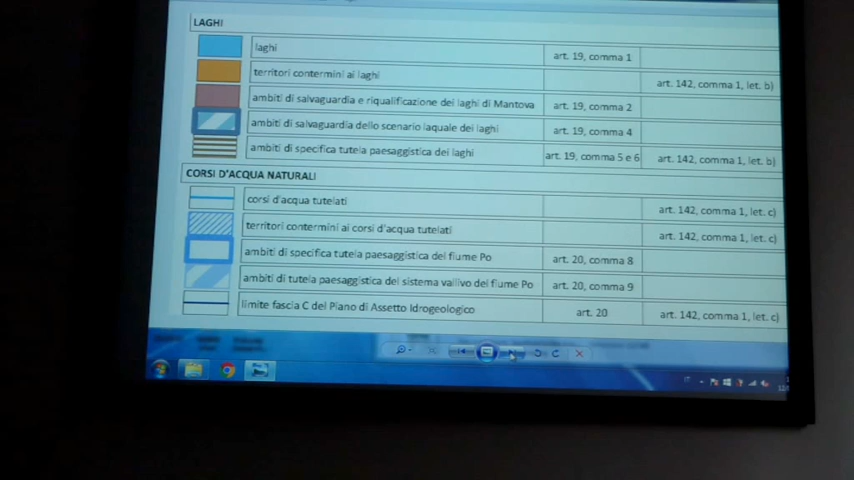 LAGHI
laghi art. 19, comma 1
territori contermini ai laghi art. 142, comma 1, let. b)
ambiti di salvaguardia e riqualificazione dei laghi di Mantova art. 19, comma 2
ambiti di salvaguardia dello scenario laquale dei laghi art. 19, comma 4
ambiti di specifica tutela paesaggistica dei laghi art. 19, comma 5 e 6 art. 142, comma 1, let. b)
CORSI D'ACQUA NATURALI
corsi d'acqua tutelati art. 142, comma 1, let. c)
territori contermini ai corsi d'acqua tutelati art. 142, comma 1, let. c)
ambiti di specifica tutela paesaggistica del fiume Po art. 20, comma 8
ambiti di tutela paesaggistica del sistema vallivo del fiume Po art. 20, comma 9
limite fascia C del Piano di Assetto Idrogeologico art. 20 art. 142, comma 1, let. c)
IT